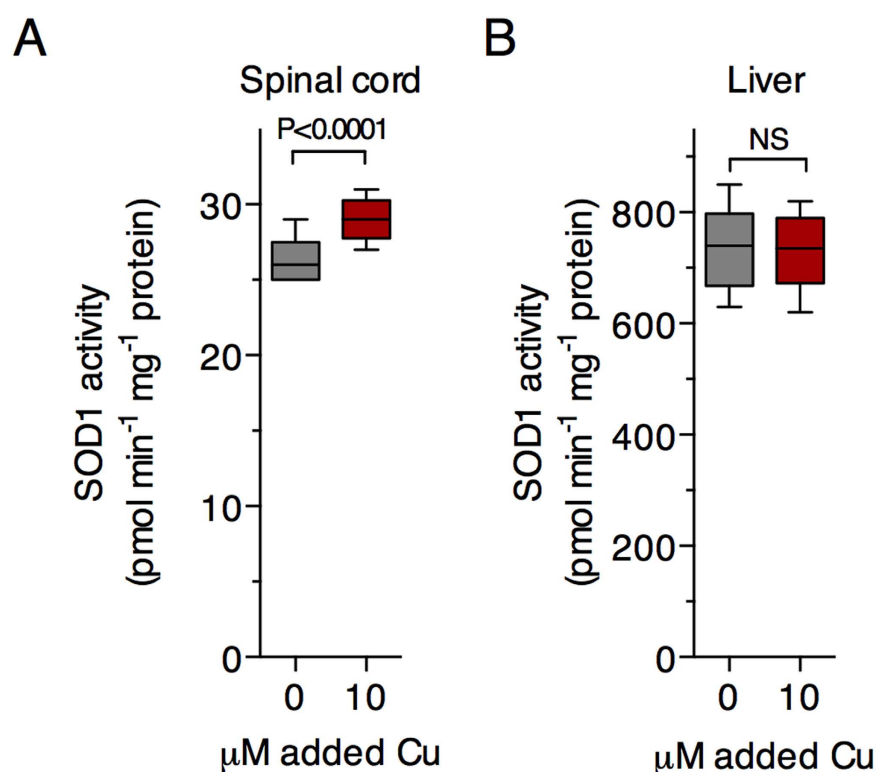 A
Spinal cord
P<0.0001
SOD1 activity
(pmol min⁻¹ mg⁻¹ protein)
30
20
10
0
0 10
µM added Cu
B
Liver
NS
SOD1 activity
(pmol min⁻¹ mg⁻¹ protein)
800
600
400
200
0
0 10
µM added Cu